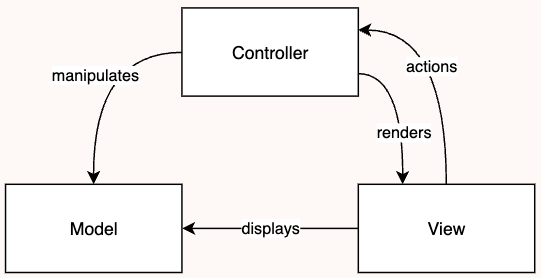 Controller
manipulates
actions
renders
Model
displays
View